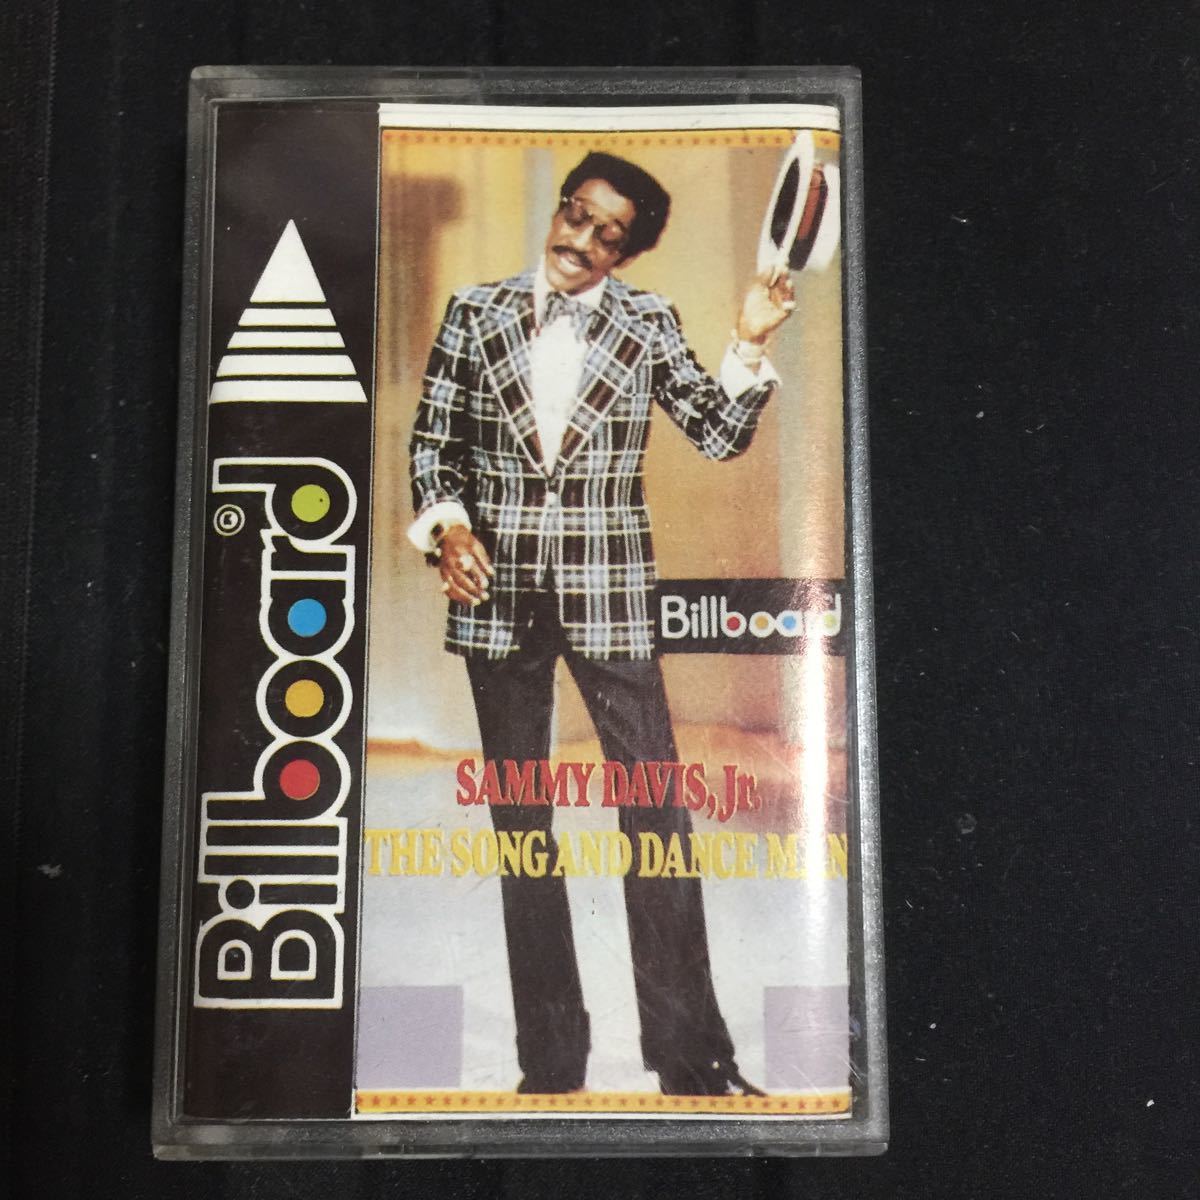 Billboard
Billboard
SAMMY DAVIS, Jr.
THE SONG AND DANCE MAN